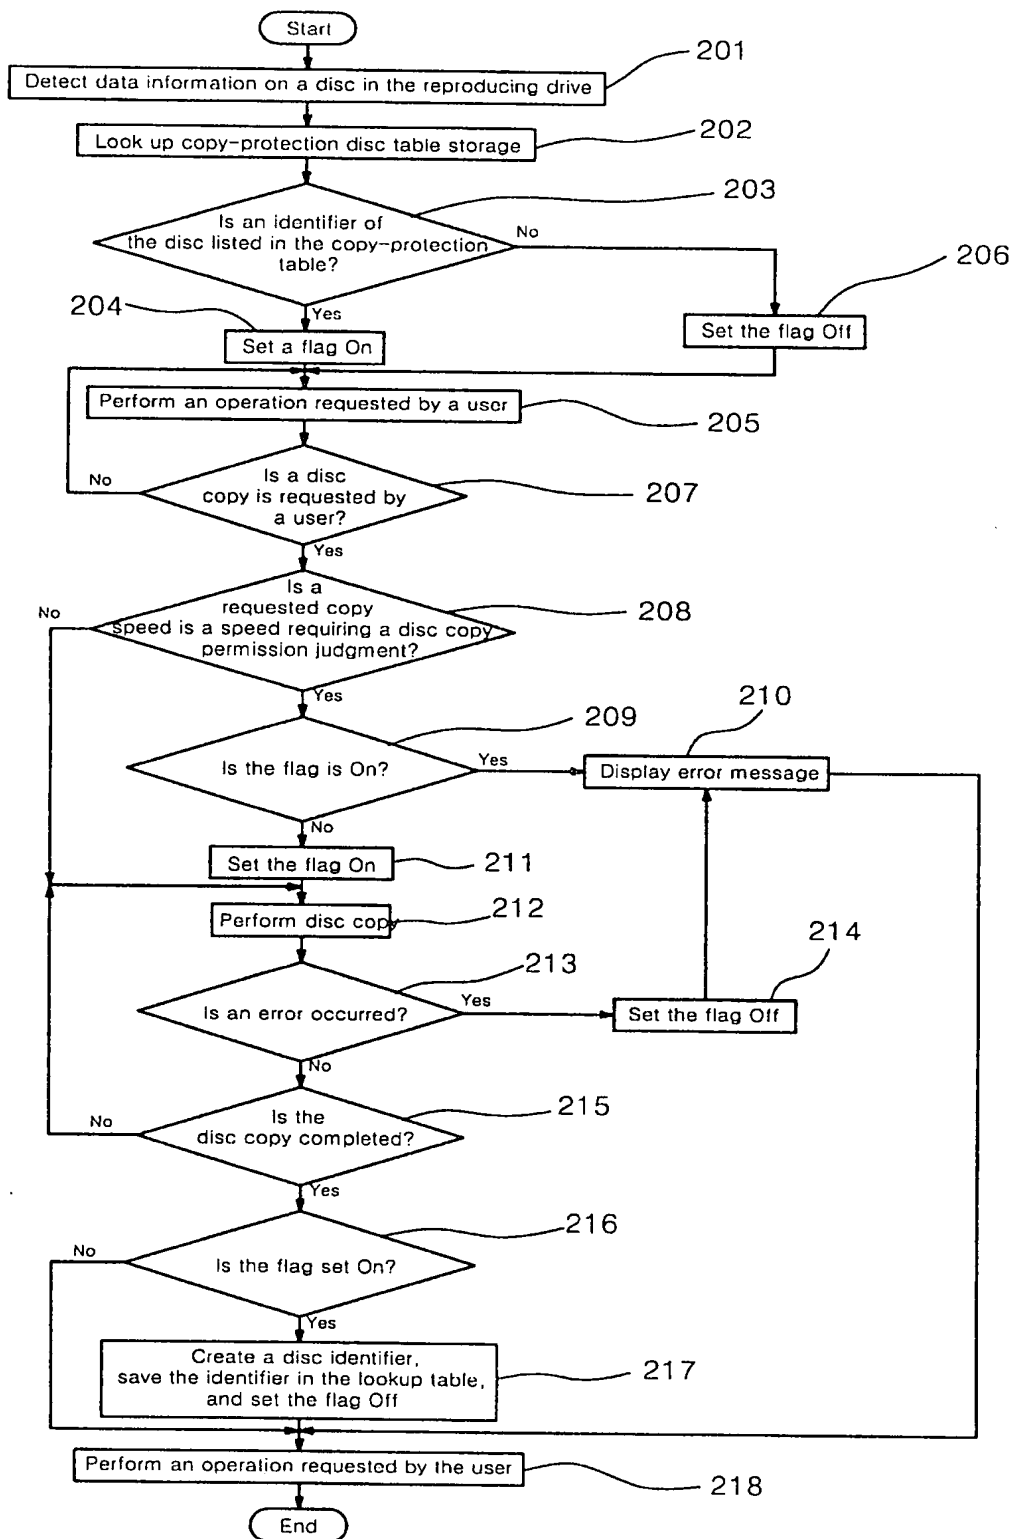 Start
201
Detect data information on a disc in the reproducing drive
202
Look up copy-protection disc table storage
203
Is an identifier of
the disc listed in the copy-protection
table?
No
206
204
Yes
Set the flag Off
Set a flag On
Perform an operation requested by a user
205
No
Is a disc
copy is requested by
a user?
207
Yes
No
Is a
requested copy
speed is a speed requiring a disc copy
permission judgment?
208
Yes
210
209
Is the flag is On?
Yes
Display error message
No
Set the flag On
211
Perform disc copy
212
214
213
Is an error occurred?
Yes
Set the flag Off
No
215
No
Is the
disc copy completed?
Yes
216
No
Is the flag set On?
Yes
Create a disc identifier,
save the identifier in the lookup table,
and set the flag Off
217
Perform an operation requested by the user
218
End